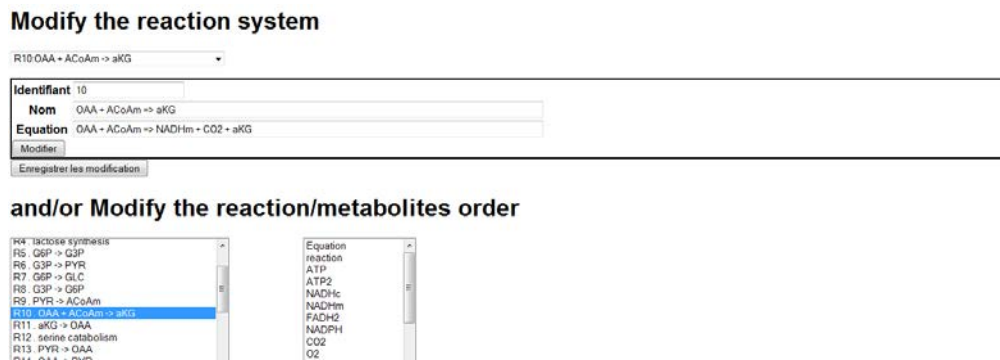 Modify the reaction system
R10:OAA + ACoAm -> aKG
Identifiant 10
Nom OAA + ACoAm => aKG
Equation OAA + ACoAm => NADHm + CO2 + aKG
Modifier
Enregistrer les modification
and/or Modify the reaction/metabolites order
R4 . lactose synthesis
R5 . G6P -> G3P
R6 . G3P -> PYR
R7 . G6P -> GLC
R8 . G3P -> G6P
R9 . PYR -> ACoAm
R10 . OAA + ACoAm -> aKG
R11 . aKG -> OAA
R12 . serine catabolism
R13 . PYR -> OAA
R14 . OAA -> PYR
Equation
reaction
ATP
ATP2
NADHc
NADHm
FADH2
NADPH
CO2
O2